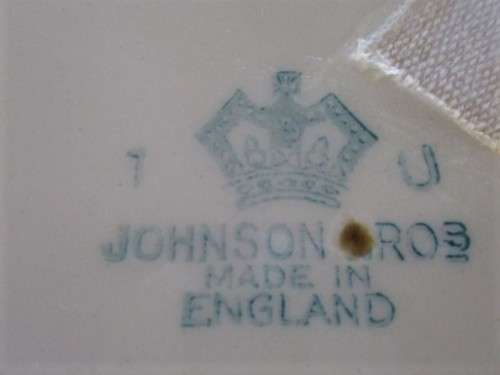 1 U
JOHNSON BROS
MADE IN
ENGLAND